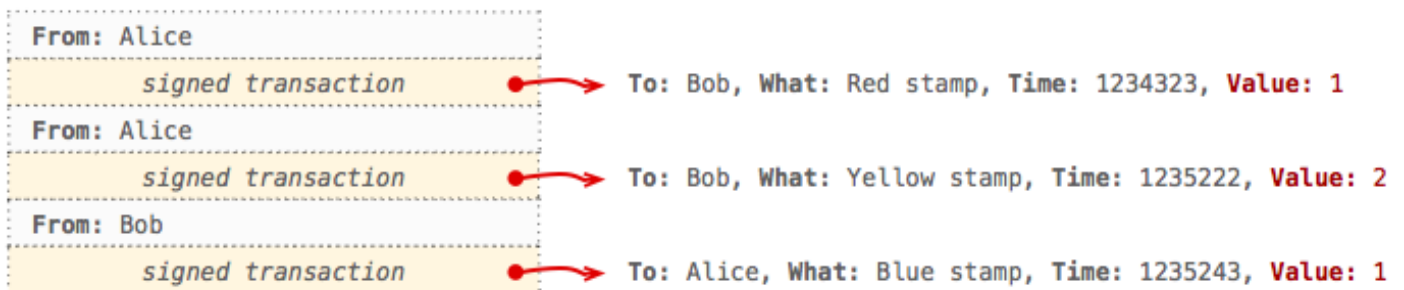 From: Alice
signed transaction To: Bob, What: Red stamp, Time: 1234323, Value: 1
From: Alice
signed transaction To: Bob, What: Yellow stamp, Time: 1235222, Value: 2
From: Bob
signed transaction To: Alice, What: Blue stamp, Time: 1235243, Value: 1